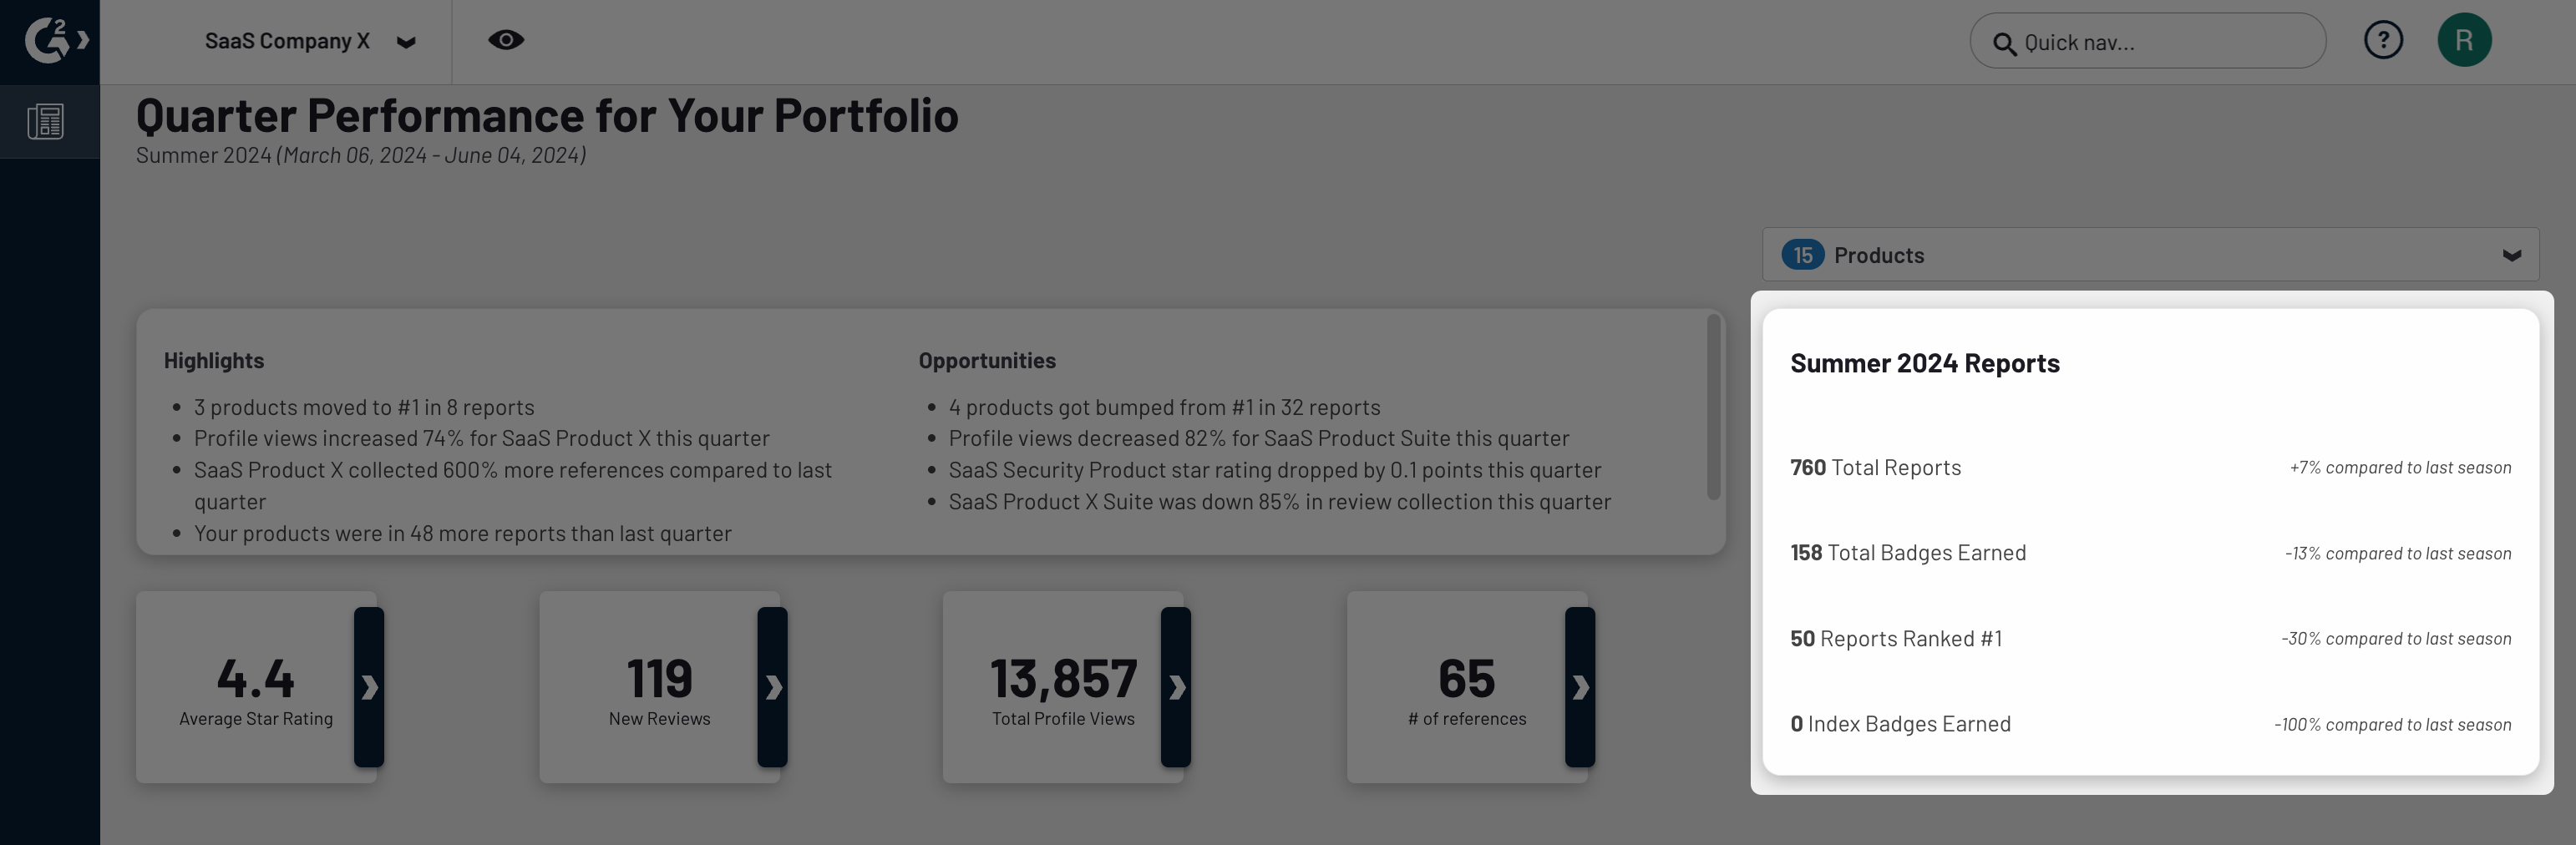 G2
SaaS Company X
Quick nav...
?
R
Quarter Performance for Your Portfolio
Summer 2024 (March 06, 2024 - June 04, 2024)
15 Products
Highlights
• 3 products moved to #1 in 8 reports
• Profile views increased 74% for SaaS Product X this quarter
• SaaS Product X collected 600% more references compared to last
quarter
• Your products were in 48 more reports than last quarter
Opportunities
• 4 products got bumped from #1 in 32 reports
• Profile views decreased 82% for SaaS Product Suite this quarter
• SaaS Security Product star rating dropped by 0.1 points this quarter
• SaaS Product X Suite was down 85% in review collection this quarter
Summer 2024 Reports
760 Total Reports +7% compared to last season
158 Total Badges Earned -13% compared to last season
50 Reports Ranked #1 -30% compared to last season
0 Index Badges Earned -100% compared to last season
4.4
Average Star Rating
119
New Reviews
13,857
Total Profile Views
65
# of references